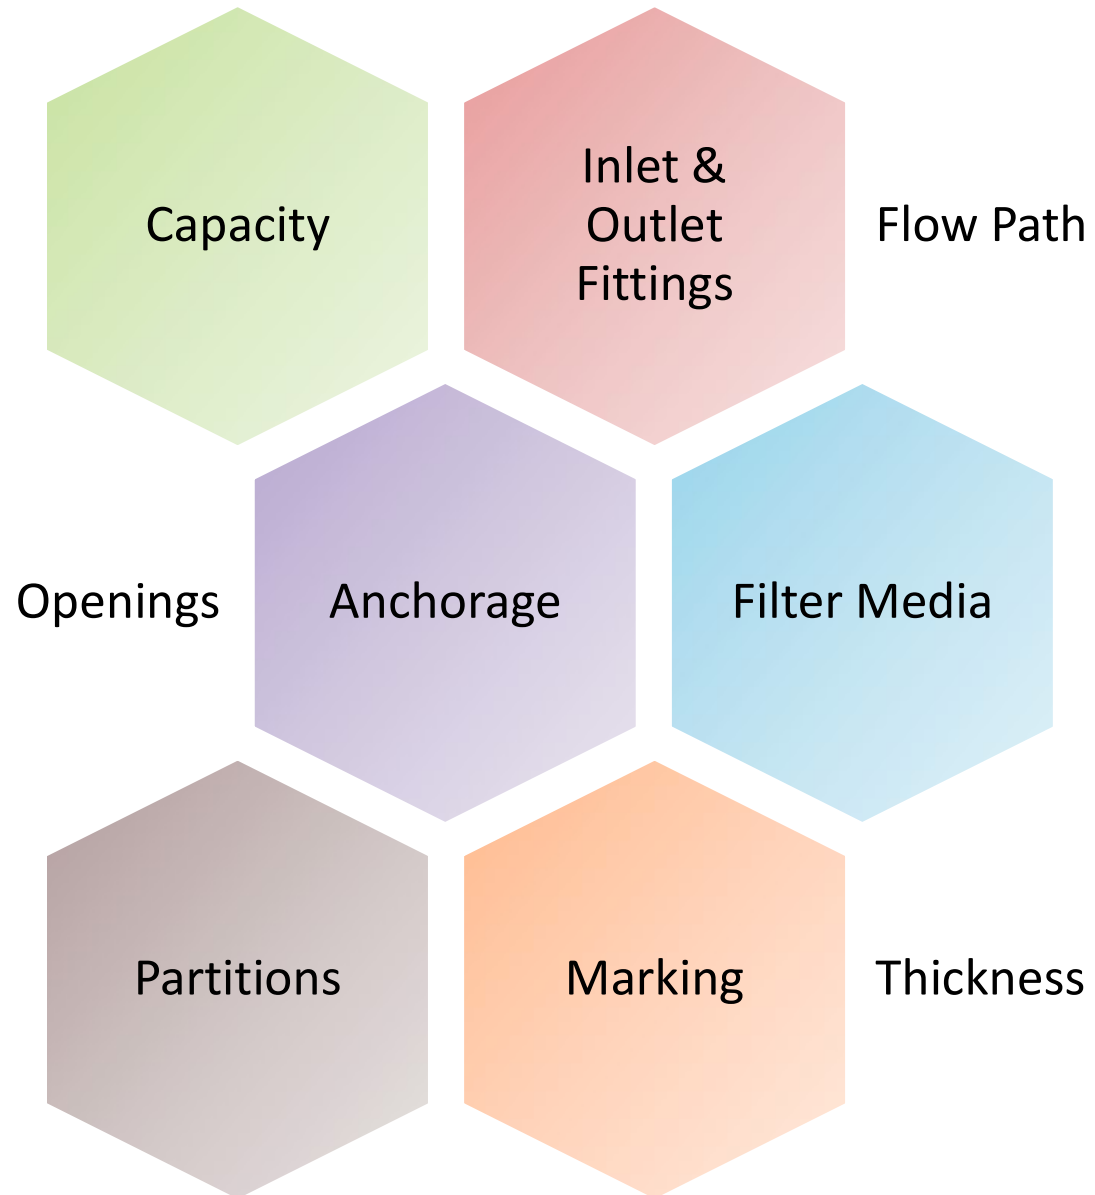 Capacity
Inlet &
Outlet
Fittings
Flow Path
Openings
Anchorage
Filter Media
Partitions
Marking
Thickness